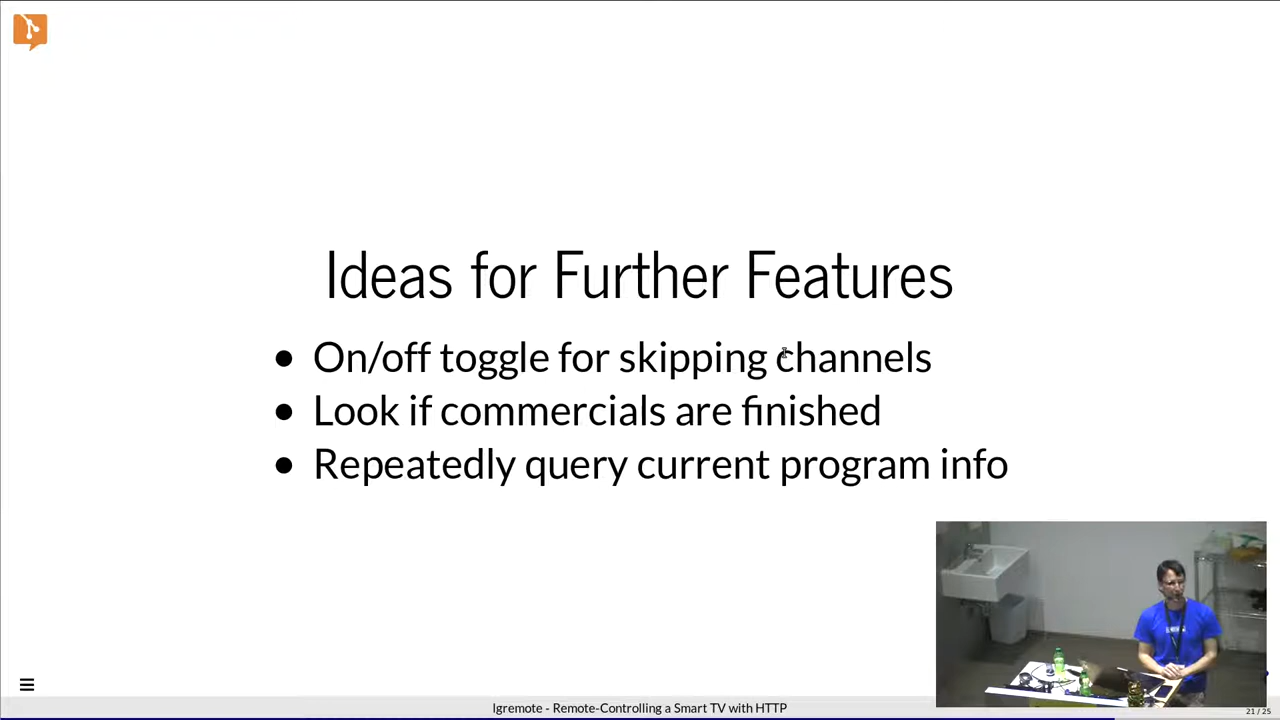 Ideas for Further Features
● On/off toggle for skipping channels
● Look if commercials are finished
● Repeatedly query current program info
lgremote - Remote-Controlling a Smart TV with HTTP
21 / 25